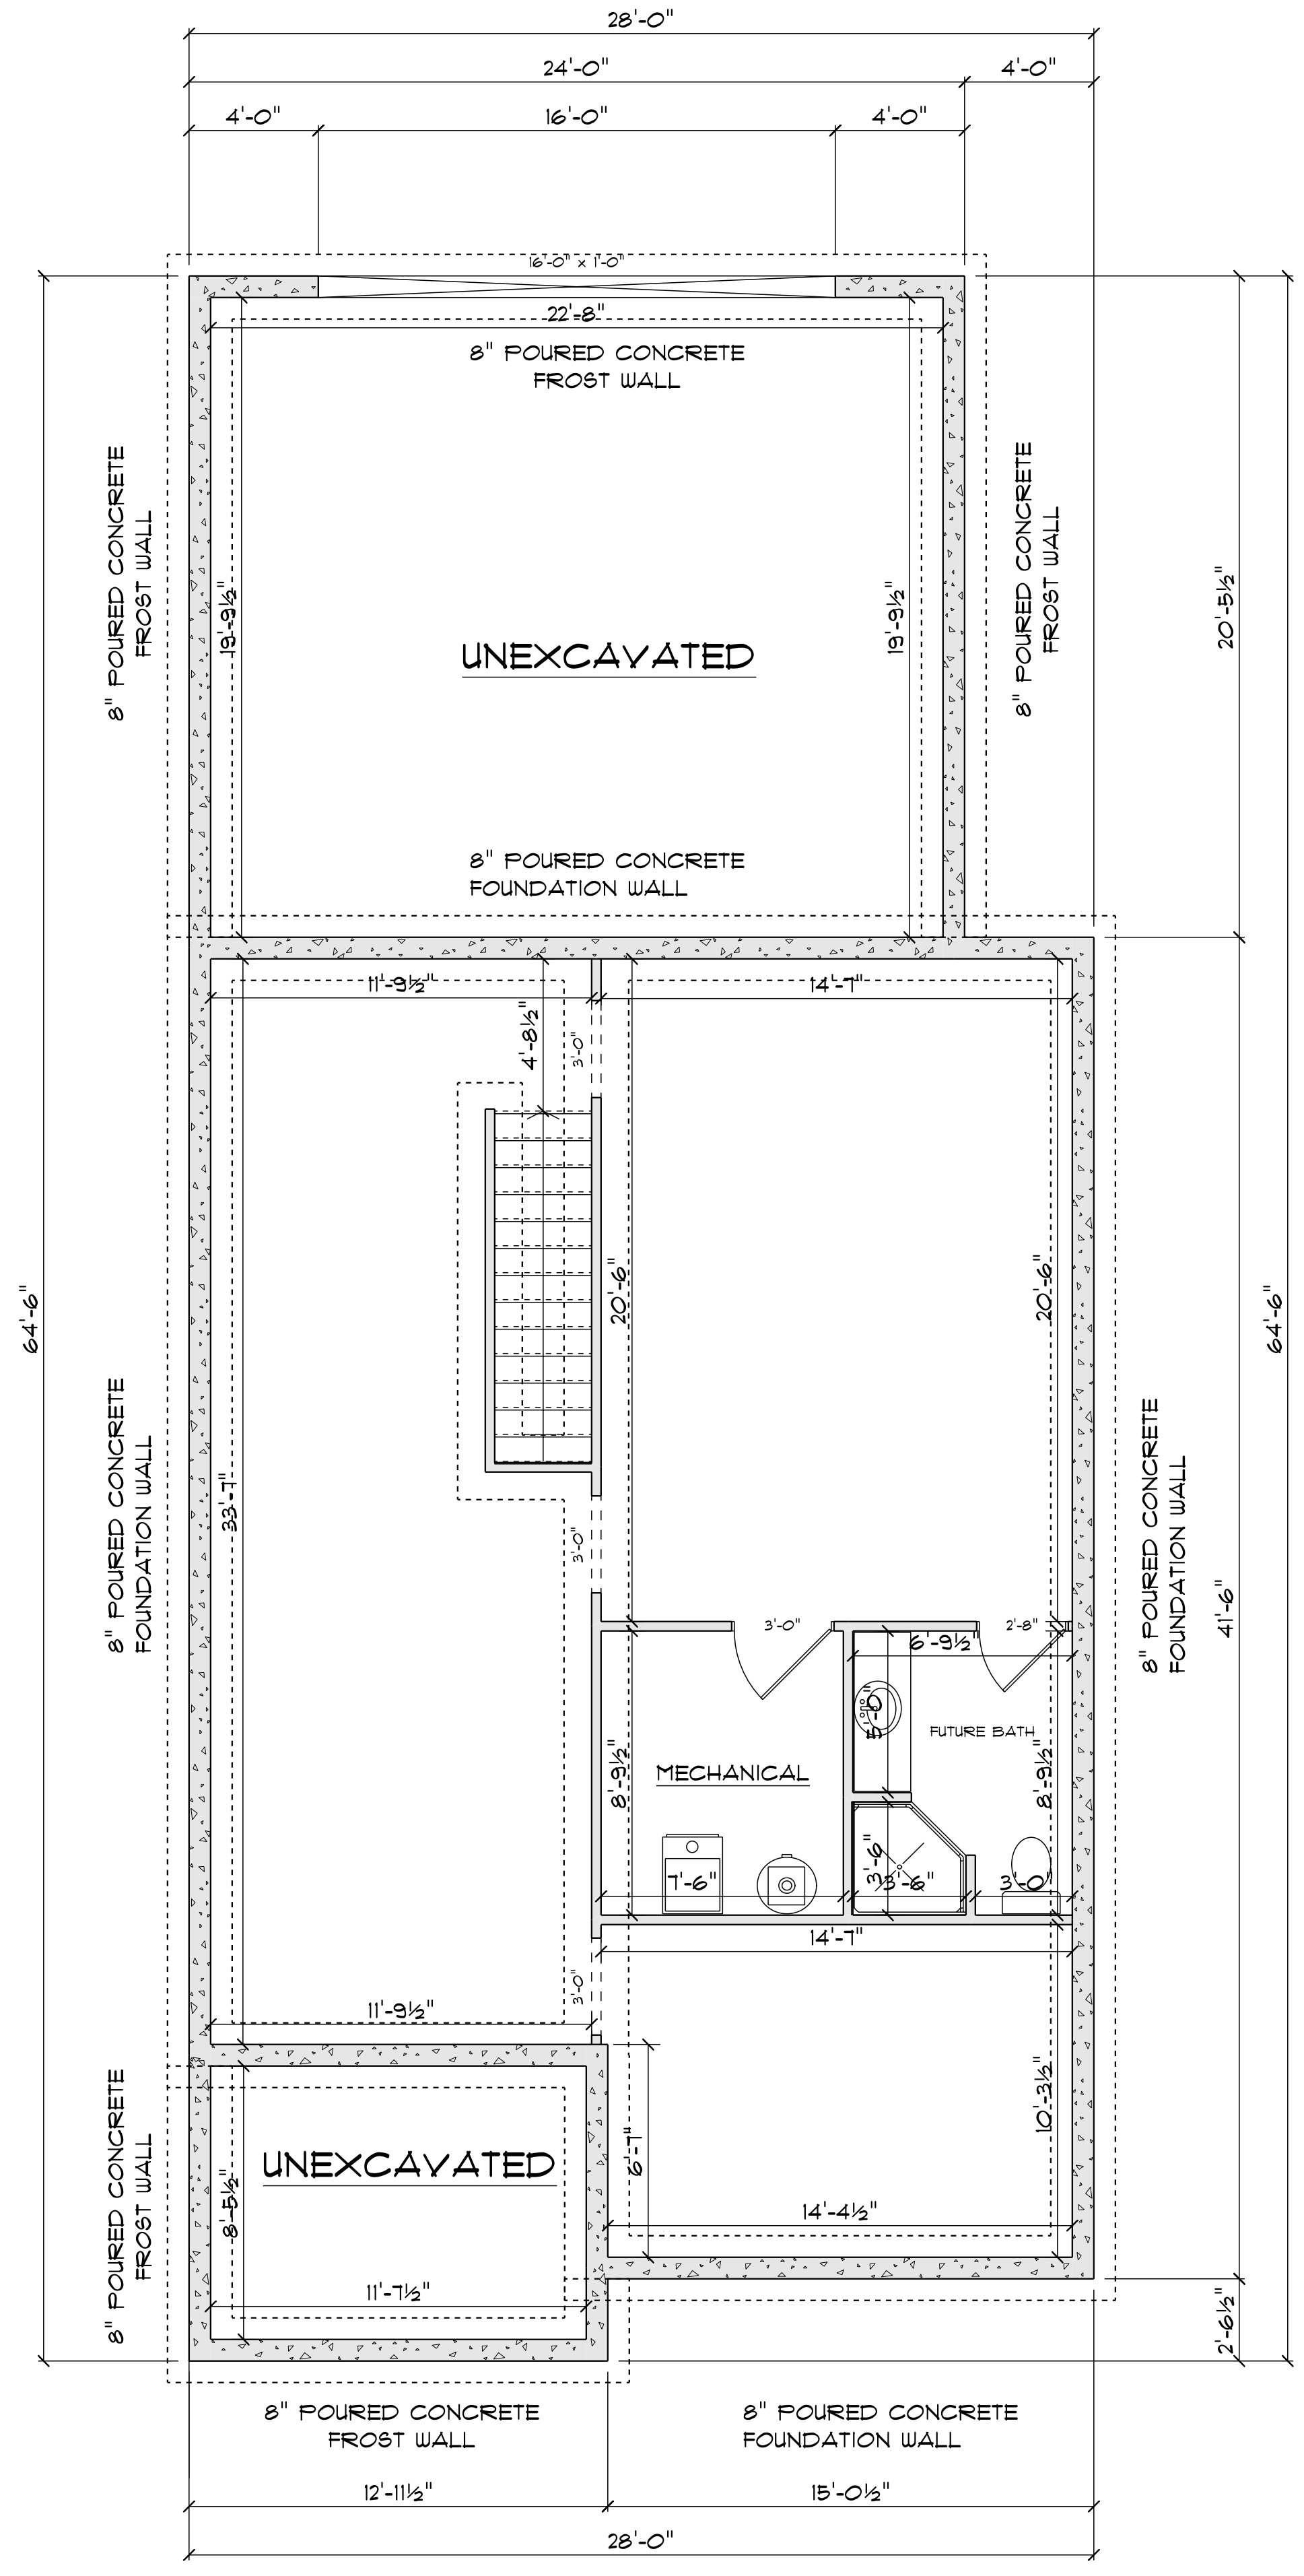 28'-0"
24'-0"
4'-0"
4'-0"
16'-0"
4'-0"
16'-0" x 1'-0"
22'-8"
8" POURED CONCRETE
FROST WALL
8" POURED CONCRETE
FROST WALL
8" POURED CONCRETE
FROST WALL
19'-9½"
19'-9½"
20'-5½"
UNEXCAVATED
8" POURED CONCRETE
FOUNDATION WALL
11'-9½"
14'-7"
4'-8½"
3'-0"
20'-6"
20'-6"
64'-6"
64'-6"
33'-7"
8" POURED CONCRETE
FOUNDATION WALL
8" POURED CONCRETE
FOUNDATION WALL
3'-0"
41'-6"
3'-0"
2'-8"
6'-9½"
5'-0"
FUTURE BATH
MECHANICAL
8'-9½"
8'-9½"
3'-6"
7'-6"
3'-6"
3'-0"
14'-7"
3'-0"
11'-9½"
10'-3½"
6'-7"
8" POURED CONCRETE
FROST WALL
UNEXCAVATED
8'-5½"
14'-4½"
11'-7½"
2'-6½"
8" POURED CONCRETE
FROST WALL
8" POURED CONCRETE
FOUNDATION WALL
12'-11½"
15'-0½"
28'-0"